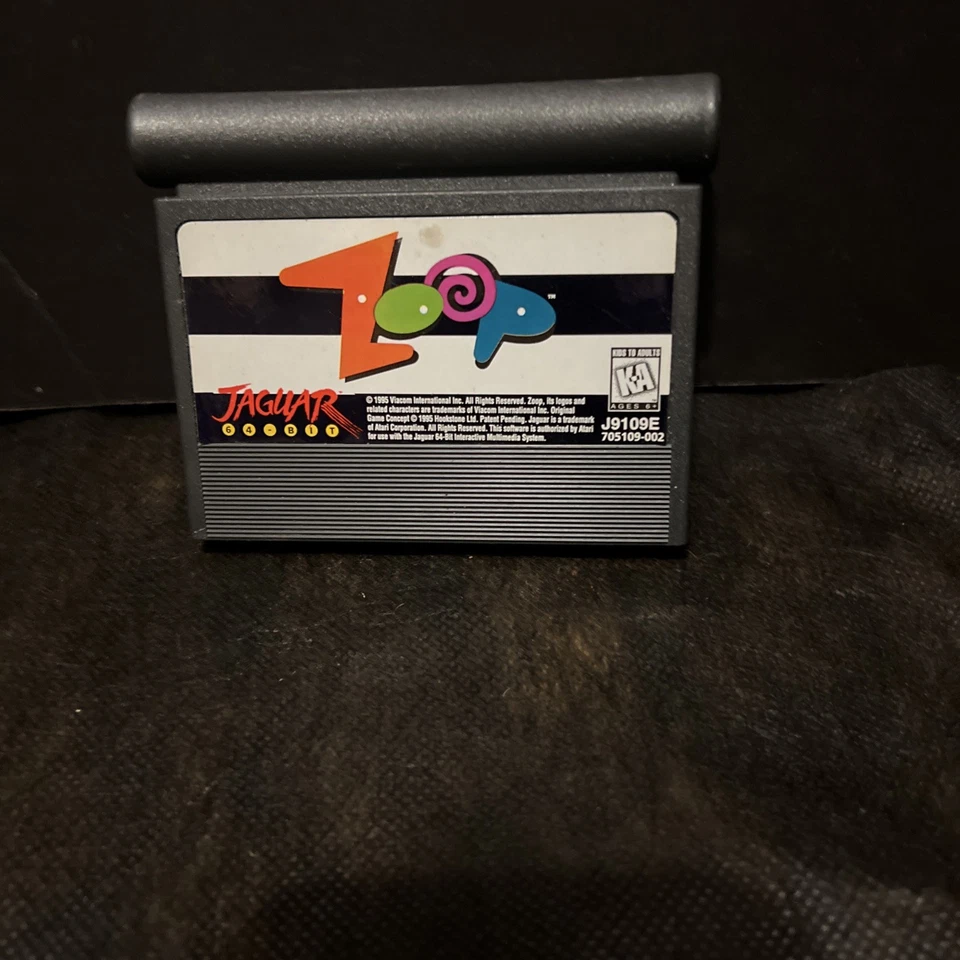 Zoop™
KIDS TO ADULTS
K-A
AGES 6+
JAGUAR™
64-BIT
© 1995 Viacom International Inc. All Rights Reserved. Zoop, its logos and
related characters are trademarks of Viacom International Inc. Original
Game Concept © 1995 Hookstone Ltd. Patent Pending. Jaguar is a trademark
of Atari Corporation. All Rights Reserved. This software is authorized by Atari
for use with the Jaguar 64-Bit Interactive Multimedia System.
J9109E
705109-002